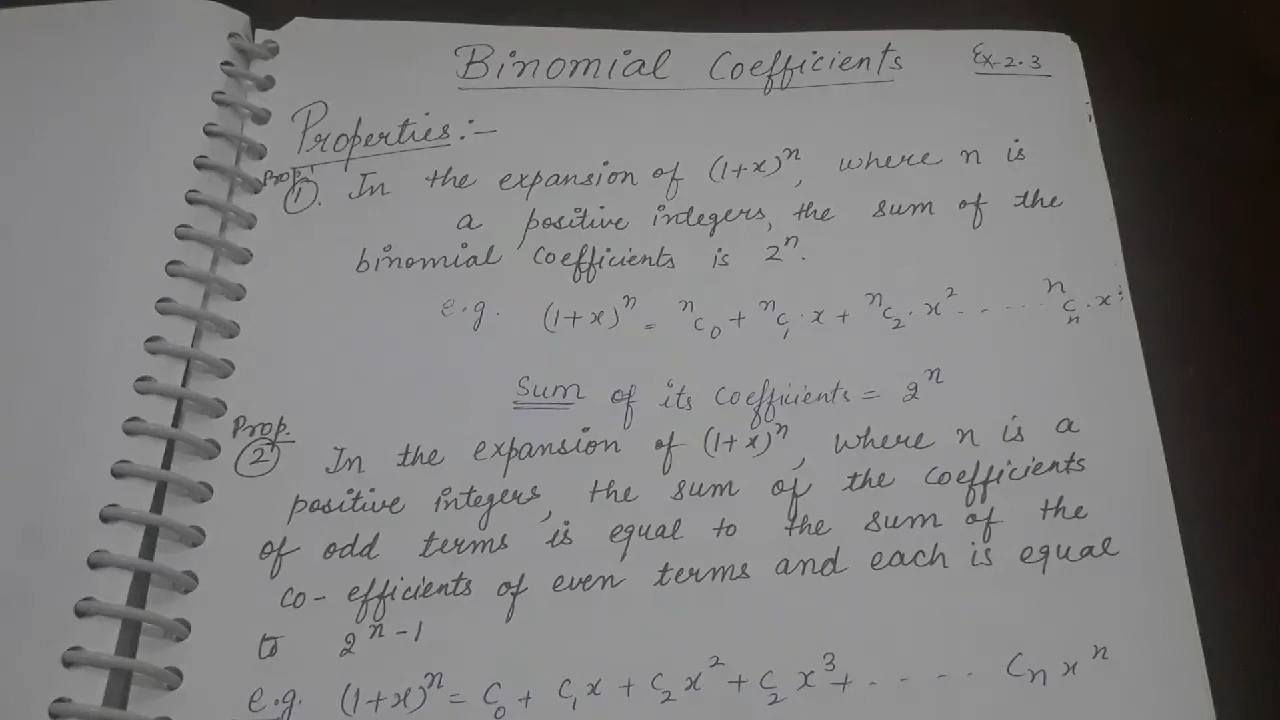 Binomial Coefficients Ex-2.3
Properties:-
Prop. ①. In the expansion of (1+x)ⁿ, where n is
a positive integers, the sum of the
binomial coefficients is 2ⁿ.
e.g. (1+x)ⁿ = ⁿC₀ + ⁿC₁·x + ⁿC₂·x² ..... ⁿCₙ·x
Sum of its coefficients = 2ⁿ
Prop.
② In the expansion of (1+x)ⁿ, where n is a
positive integers, the sum of the coefficients
of odd terms is equal to the sum of the
co-efficients of even terms and each is equal
to 2ⁿ⁻¹
e.g. (1+x)ⁿ = C₀ + C₁x + C₂x² + C₂x³ + ..... Cₙxⁿ